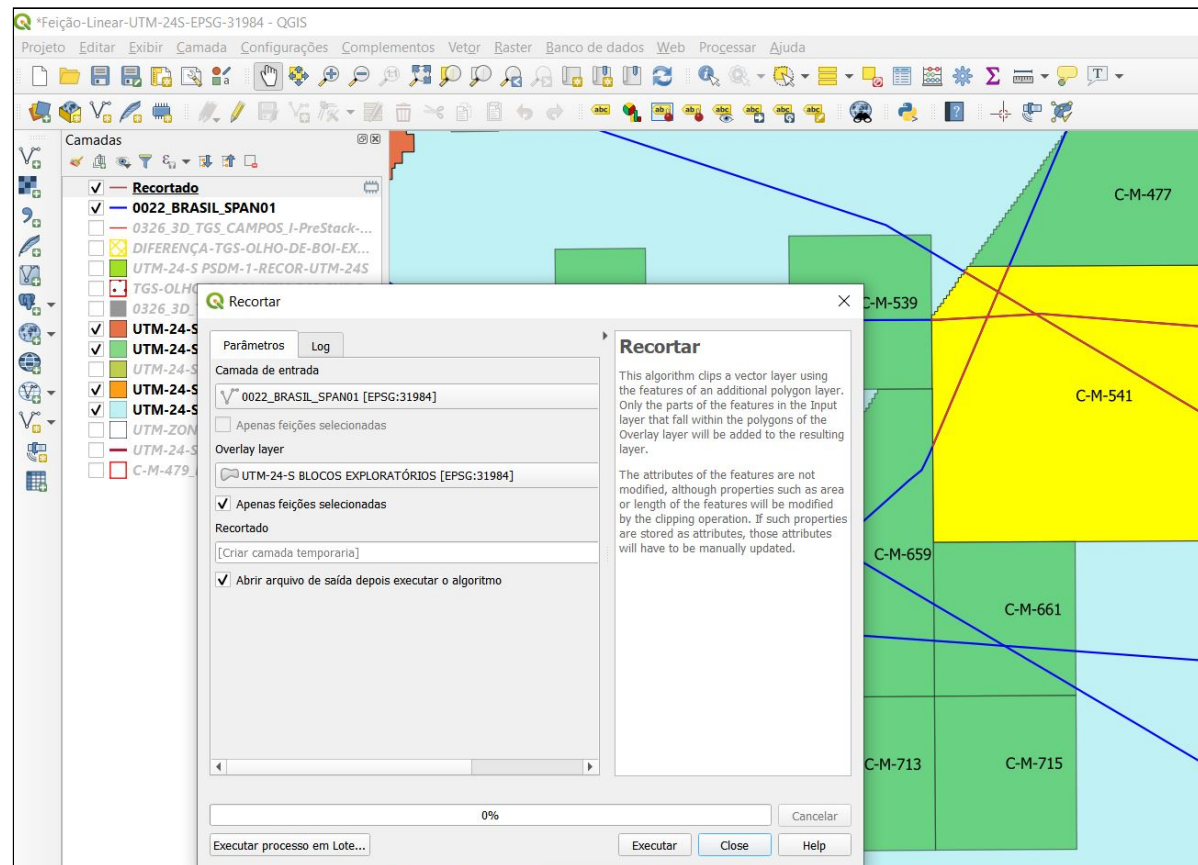 *Feição-Linear-UTM-24S-EPSG-31984 - QGIS
Projeto Editar Exibir Camada Configurações Complementos Vetor Raster Banco de dados Web Processar Ajuda
Camadas
Recortado
0022_BRASIL_SPAN01
0326_3D_TGS_CAMPOS_I-PreStack-...
DIFERENÇA-TGS-OLHO-DE-BOI-EX...
UTM-24-S PSDM-1-RECOR-UTM-24S
TGS-OLHO
0326_3D_
UTM-24-S
UTM-24-S
UTM-24-S
UTM-24-S
UTM-24-S
UTM-ZON
UTM-24-S
C-M-479_
Recortar
Parâmetros Log
Camada de entrada
0022_BRASIL_SPAN01 [EPSG:31984]
Apenas feições selecionadas
Overlay layer
UTM-24-S BLOCOS EXPLORATÓRIOS [EPSG:31984]
Apenas feições selecionadas
Recortado
[Criar camada temporaria]
Abrir arquivo de saída depois executar o algoritmo
Recortar
This algorithm clips a vector layer using
the features of an additional polygon layer.
Only the parts of the features in the Input
layer that fall within the polygons of the
Overlay layer will be added to the resulting
layer.
The attributes of the features are not
modified, although properties such as area
or length of the features will be modified
by the clipping operation. If such properties
are stored as attributes, those attributes
will have to be manually updated.
0%
Cancelar
Executar processo em Lote...
Executar Close Help
C-M-477
C-M-539
C-M-541
C-M-659
C-M-661
C-M-713
C-M-715